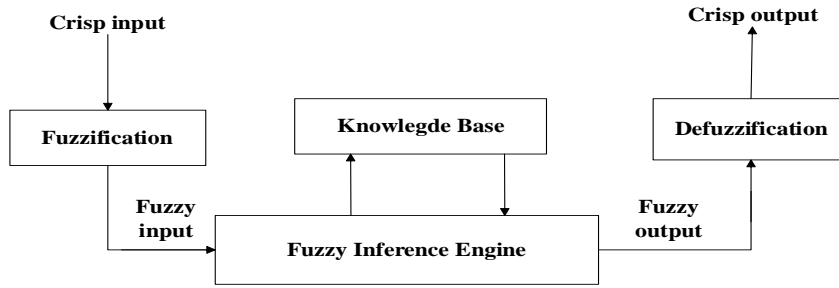 Crisp input
Crisp output
Fuzzification
Knowlegde Base
Defuzzification
Fuzzy
input
Fuzzy Inference Engine
Fuzzy
output